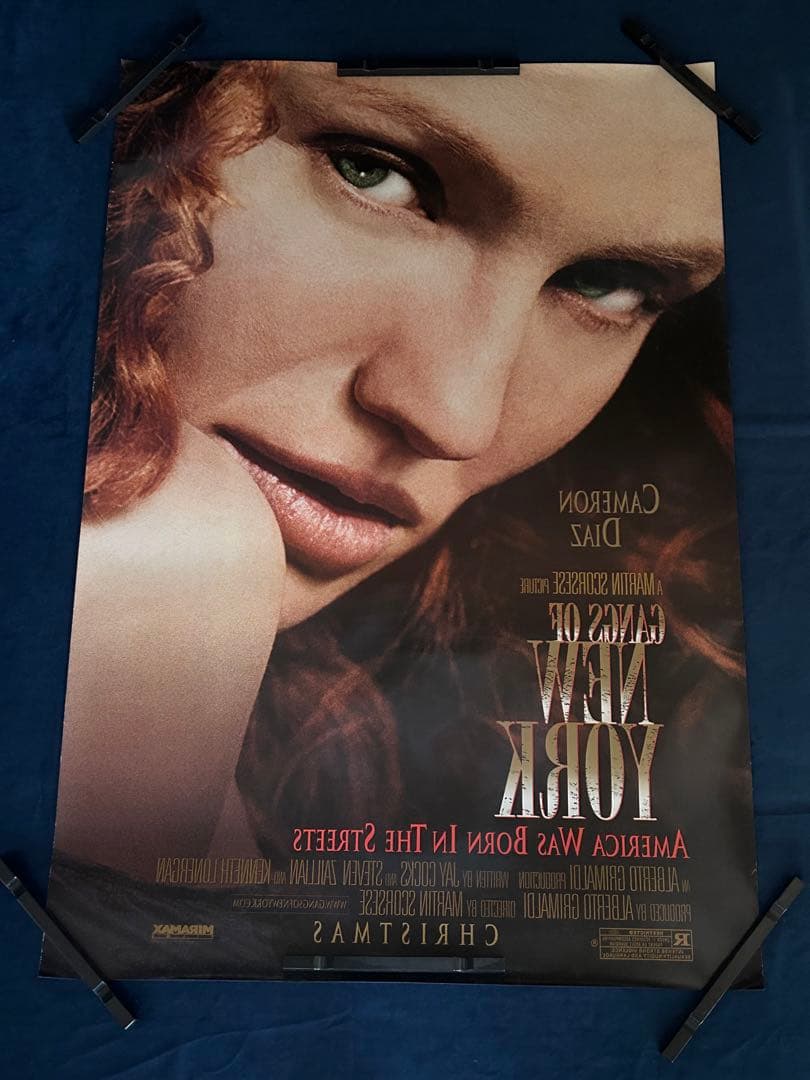 CAMERON
DIAZ
A MARTIN SCORSESE PICTURE
GANGS OF
NEW
YORK
AMERICA WAS BORN IN THE STREETS
AN ALBERTO GRIMALDI PRODUCTION WRITTEN BY JAY COCKS AND STEVEN ZAILLIAN AND KENNETH LONERGAN
PRODUCED BY ALBERTO GRIMALDI DIRECTED BY MARTIN SCORSESE WWW.GANGSOFNEWYORK.COM
R RESTRICTED
CHRISTMAS
MIRAMAX